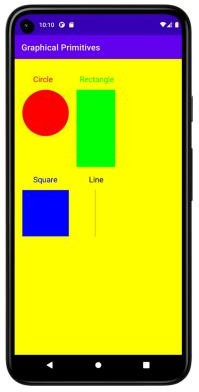 10:10
Graphical Primitives
Circle Rectangle
Square Line